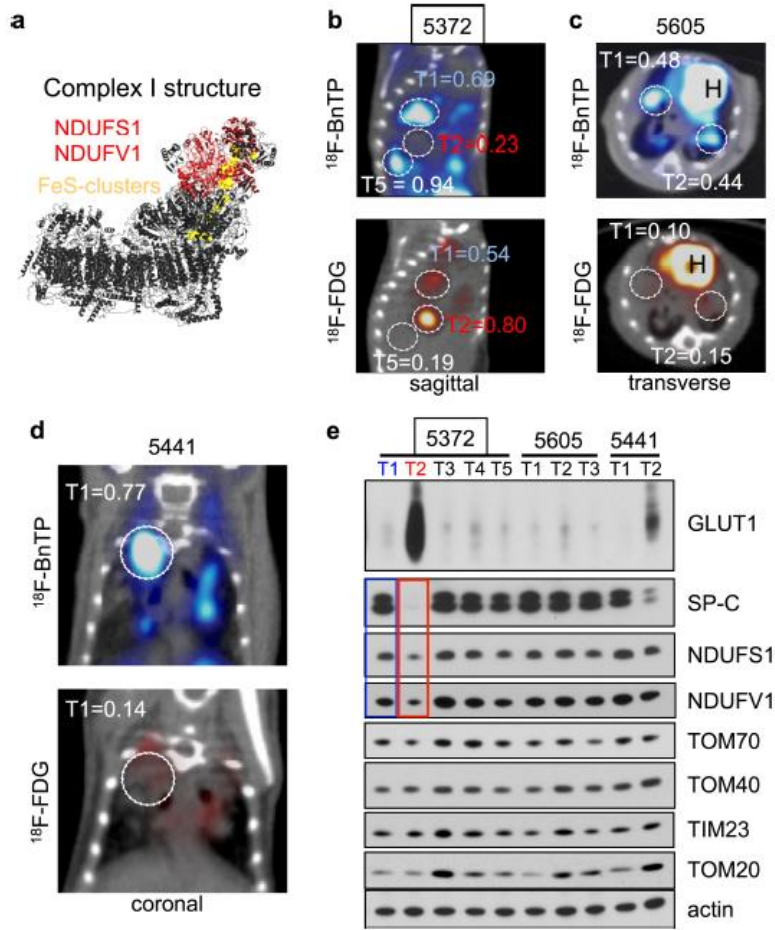 a
Complex I structure
NDUFS1
NDUFV1
FeS-clusters
b
5372
18F-BnTP
T1=0.69
T2=0.23
T5 = 0.94
18F-FDG
T1=0.54
T2=0.80
T5=0.19
sagittal
c
5605
18F-BnTP
T1=0.48
H
T2=0.44
18F-FDG
T1=0.10
H
T2=0.15
transverse
d
5441
18F-BnTP
T1=0.77
18F-FDG
T1=0.14
coronal
e
5372 5605 5441
T1 T2 T3 T4 T5 T1 T2 T3 T1 T2
GLUT1
SP-C
NDUFS1
NDUFV1
TOM70
TOM40
TIM23
TOM20
actin